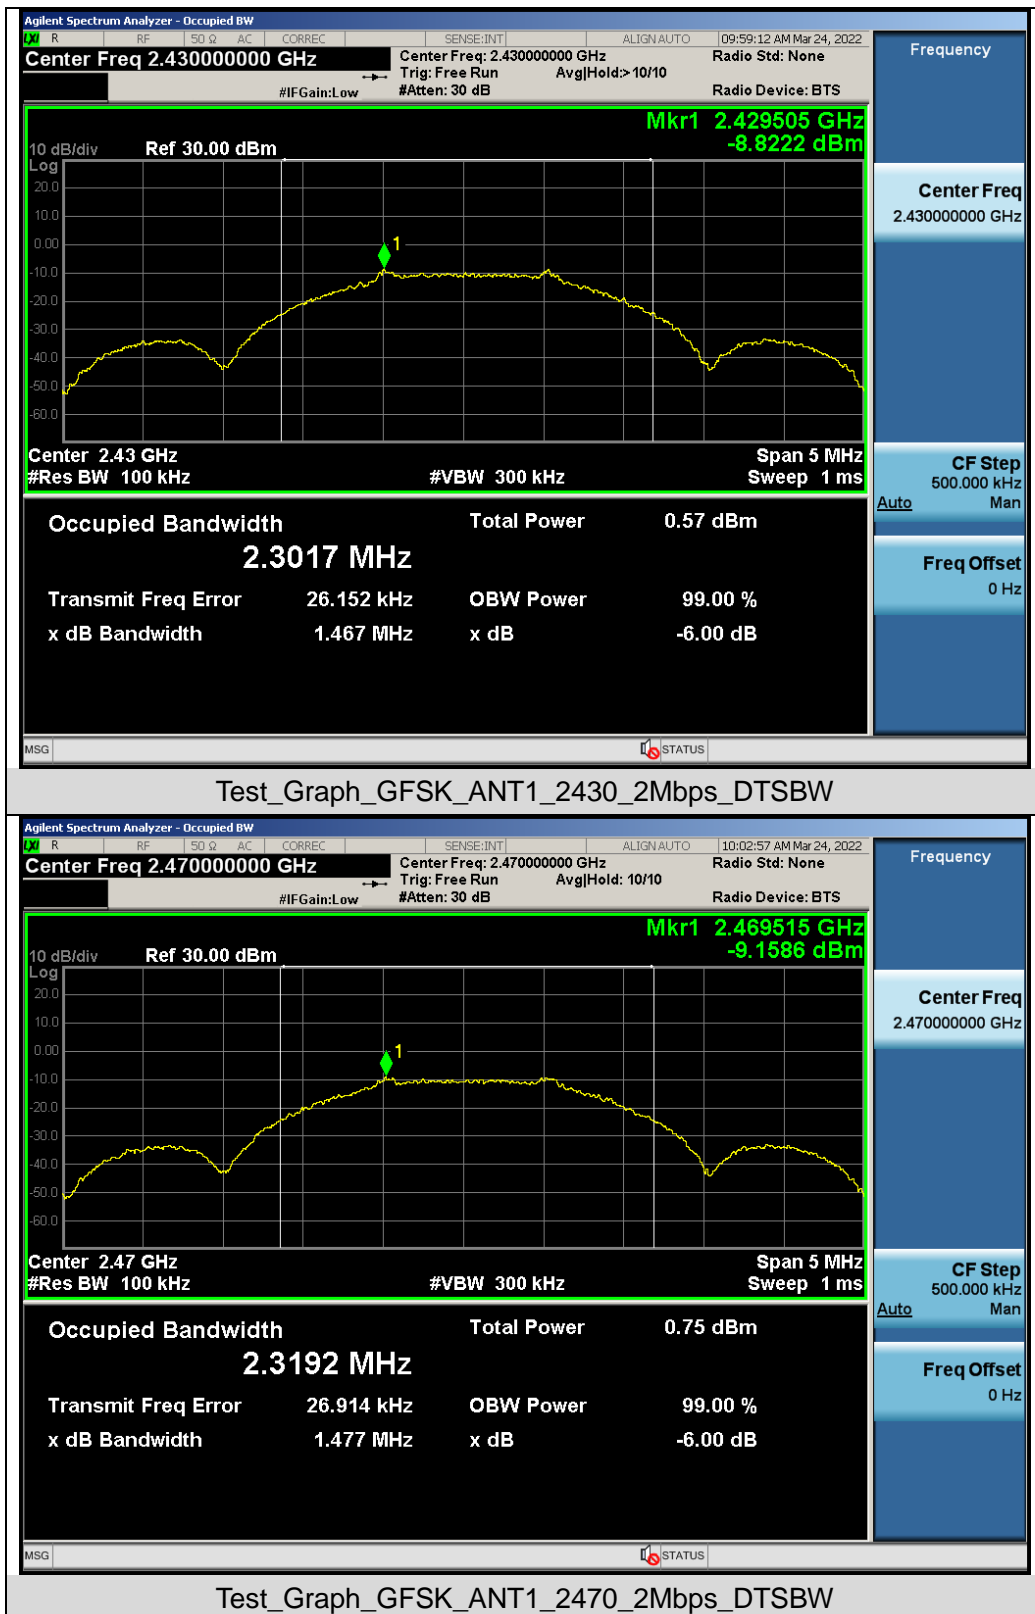 Agilent Spectrum Analyzer - Occupied BW
LXI R RF 50 Ω AC CORREC SENSE:INT ALIGN AUTO 09:59:12 AM Mar 24, 2022
Center Freq 2.430000000 GHz Center Freq: 2.430000000 GHz Radio Std: None Frequency
Trig: Free Run Avg|Hold:>10/10
#IFGain:Low #Atten: 30 dB Radio Device: BTS
Mkr1 2.429505 GHz
10 dB/div Ref 30.00 dBm -8.8222 dBm
Log
20.0
10.0
0.00
-10.0
-20.0
-30.0
-40.0
-50.0
-60.0
1
Center 2.43 GHz Span 5 MHz
#Res BW 100 kHz #VBW 300 kHz Sweep 1 ms
Center Freq
2.430000000 GHz
CF Step
500.000 kHz
Auto Man
Freq Offset
0 Hz
Occupied Bandwidth Total Power 0.57 dBm
2.3017 MHz
Transmit Freq Error 26.152 kHz OBW Power 99.00 %
x dB Bandwidth 1.467 MHz x dB -6.00 dB
MSG STATUS
Test_Graph_GFSK_ANT1_2430_2Mbps_DTSBW
Agilent Spectrum Analyzer - Occupied BW
LXI R RF 50 Ω AC CORREC SENSE:INT ALIGN AUTO 10:02:57 AM Mar 24, 2022
Center Freq 2.470000000 GHz Center Freq: 2.470000000 GHz Radio Std: None Frequency
Trig: Free Run Avg|Hold: 10/10
#IFGain:Low #Atten: 30 dB Radio Device: BTS
Mkr1 2.469515 GHz
10 dB/div Ref 30.00 dBm -9.1586 dBm
Log
20.0
10.0
0.00
-10.0
-20.0
-30.0
-40.0
-50.0
-60.0
1
Center 2.47 GHz Span 5 MHz
#Res BW 100 kHz #VBW 300 kHz Sweep 1 ms
Center Freq
2.470000000 GHz
CF Step
500.000 kHz
Auto Man
Freq Offset
0 Hz
Occupied Bandwidth Total Power 0.75 dBm
2.3192 MHz
Transmit Freq Error 26.914 kHz OBW Power 99.00 %
x dB Bandwidth 1.477 MHz x dB -6.00 dB
MSG STATUS
Test_Graph_GFSK_ANT1_2470_2Mbps_DTSBW